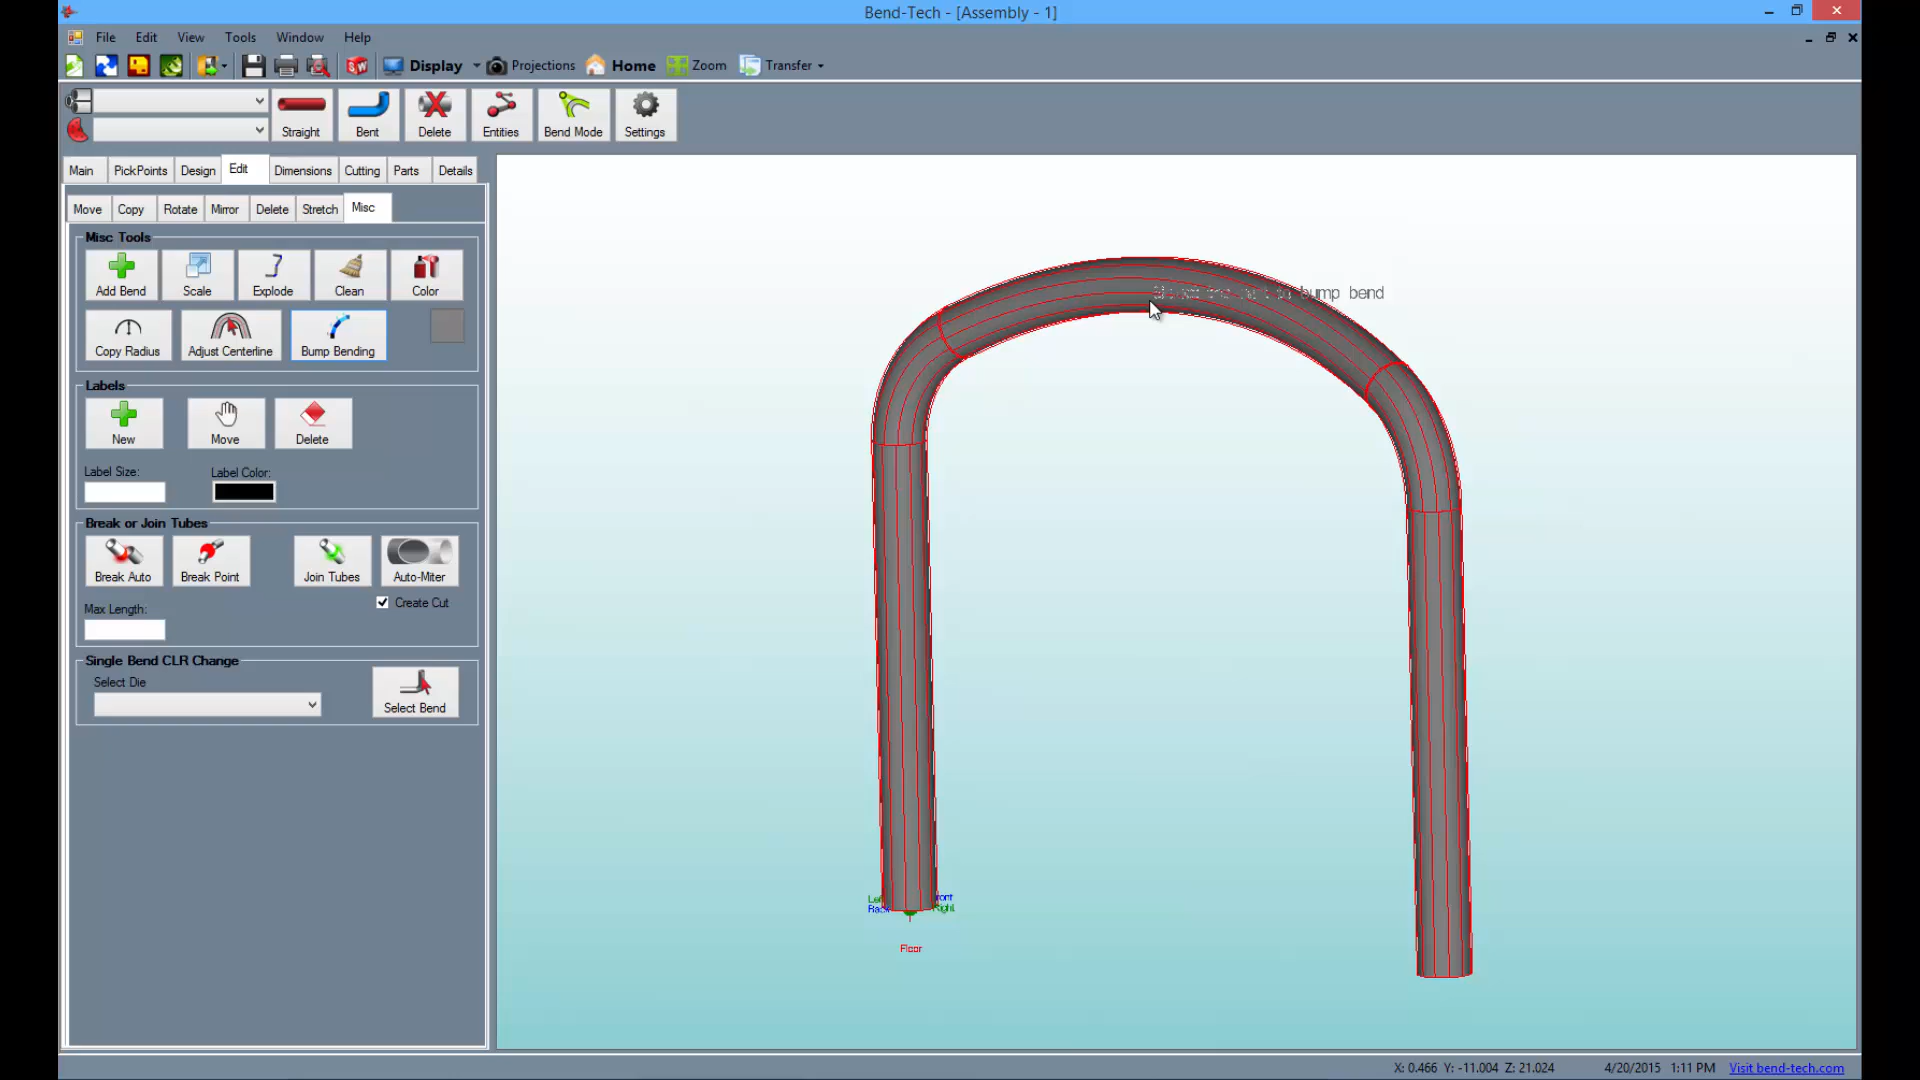 Bend-Tech - [Assembly - 1]
File Edit View Tools Window Help
Display Projections Home Zoom Transfer
Straight Bent Delete Entities Bend Mode Settings
Main PickPoints Design Edit Dimensions Cutting Parts Details
Move Copy Rotate Mirror Delete Stretch Misc
Misc Tools
Add Bend Scale Explode Clean Color
Copy Radius Adjust Centerline Bump Bending
Labels
New Move Delete
Label Size: Label Color:
Break or Join Tubes
Break Auto Break Point Join Tubes Auto-Miter
Create Cut
Max Length:
Single Bend CLR Change
Select Die
Select Bend
to bump bend
Floor
X: 0.466 Y: -11.004 Z: 21.024 4/20/2015 1:11 PM Visit bend-tech.com